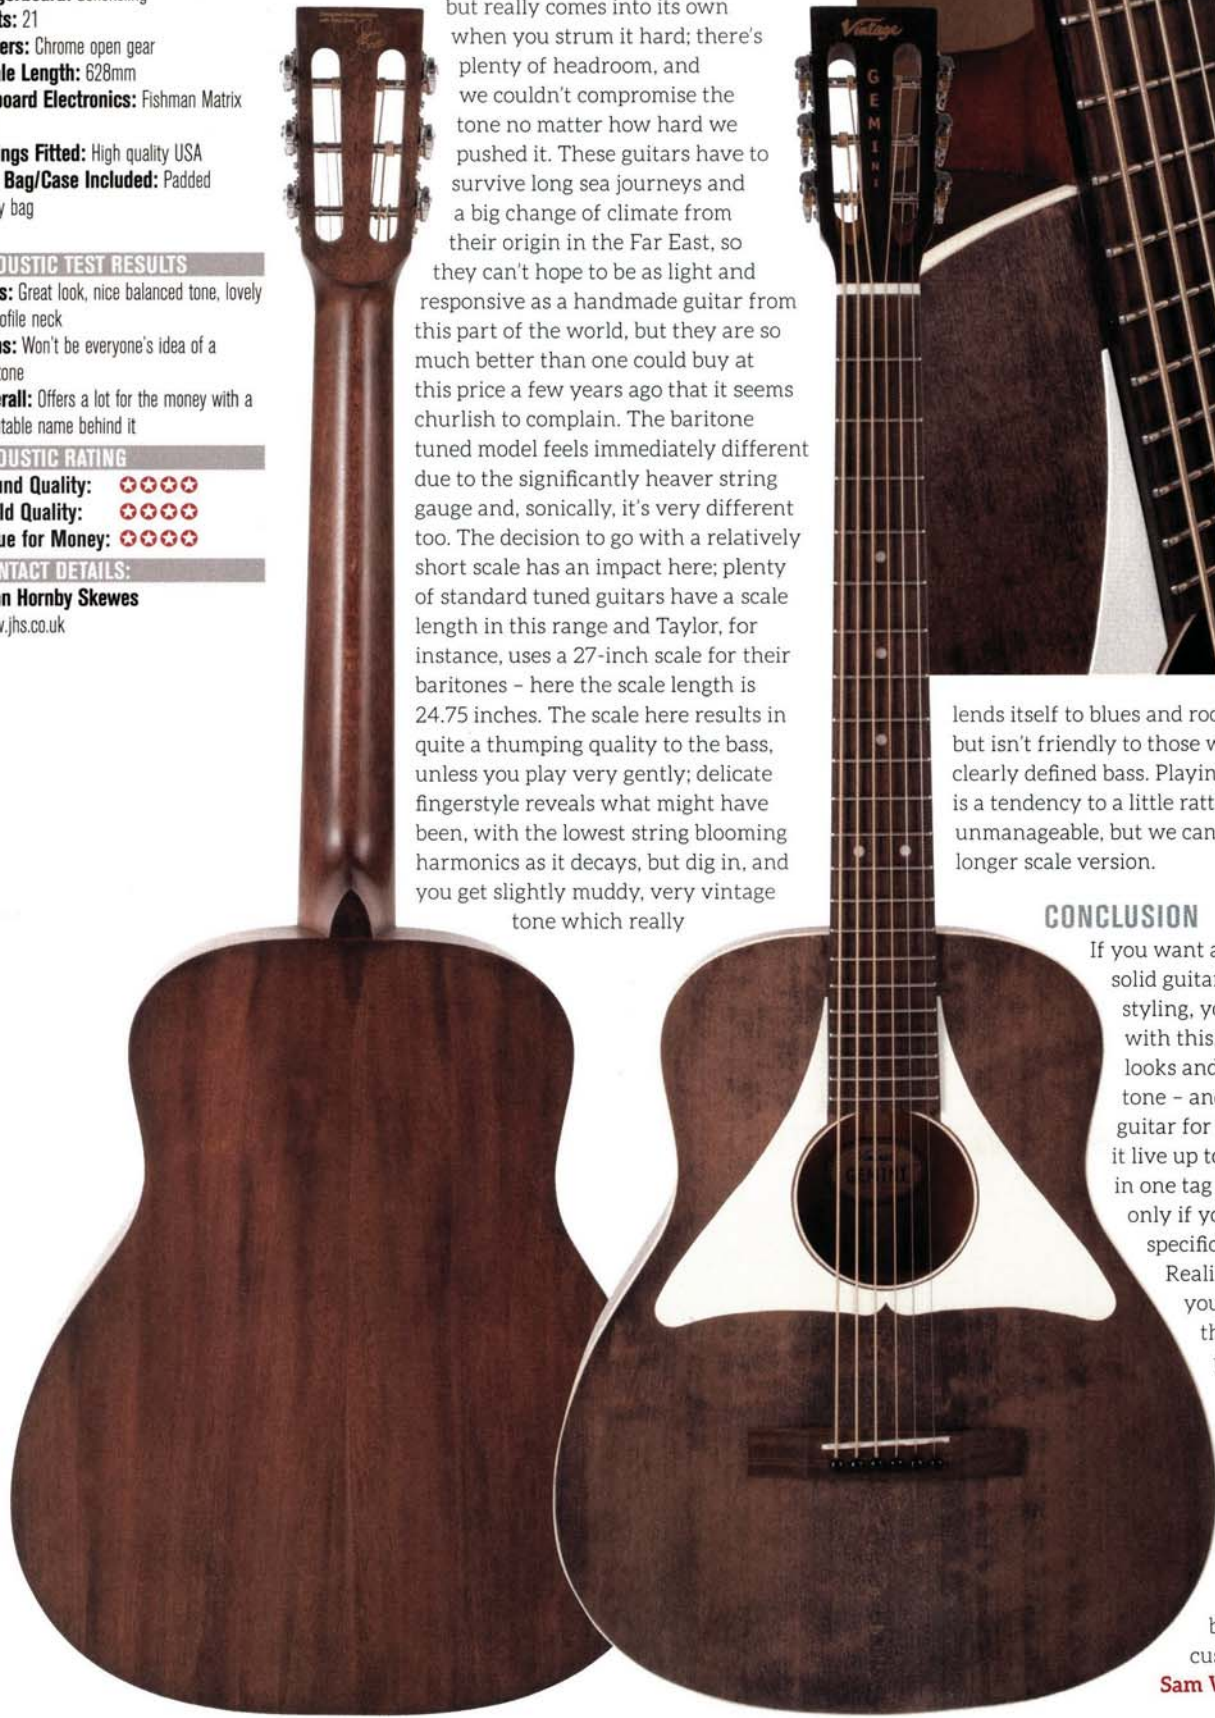 ts: 21
ers: Chrome open gear
le Length: 628mm
oard Electronics: Fishman Matrix
ngs Fitted: High quality USA
Bag/Case Included: Padded
y bag
OUSTIC TEST RESULTS
s: Great look, nice balanced tone, lovely
ofile neck
ns: Won't be everyone's idea of a
tone
rall: Offers a lot for the money with a
table name behind it
OUSTIC RATING
und Quality:
ld Quality:
ue for Money:
NTACT DETAILS:
n Hornby Skewes
w.jhs.co.uk
but really comes into its own
when you strum it hard; there's
plenty of headroom, and
we couldn't compromise the
tone no matter how hard we
pushed it. These guitars have to
survive long sea journeys and
a big change of climate from
their origin in the Far East, so
they can't hope to be as light and
responsive as a handmade guitar from
this part of the world, but they are so
much better than one could buy at
this price a few years ago that it seems
churlish to complain. The baritone
tuned model feels immediately different
due to the significantly heaver string
gauge and, sonically, it's very different
too. The decision to go with a relatively
short scale has an impact here; plenty
of standard tuned guitars have a scale
length in this range and Taylor, for
instance, uses a 27-inch scale for their
baritones – here the scale length is
24.75 inches. The scale here results in
quite a thumping quality to the bass,
unless you play very gently; delicate
fingerstyle reveals what might have
been, with the lowest string blooming
harmonics as it decays, but dig in, and
you get slightly muddy, very vintage
tone which really
Vintage
GEMINI
GEMINI
lends itself to blues and roo
but isn't friendly to those w
clearly defined bass. Playin
is a tendency to a little ratt
unmanageable, but we can
longer scale version.
CONCLUSION
If you want a
solid guitar
styling, yo
with this
looks and
tone – and
guitar for
it live up to
in one tag
only if yo
specific
Reali
you
th
b
cus
Sam